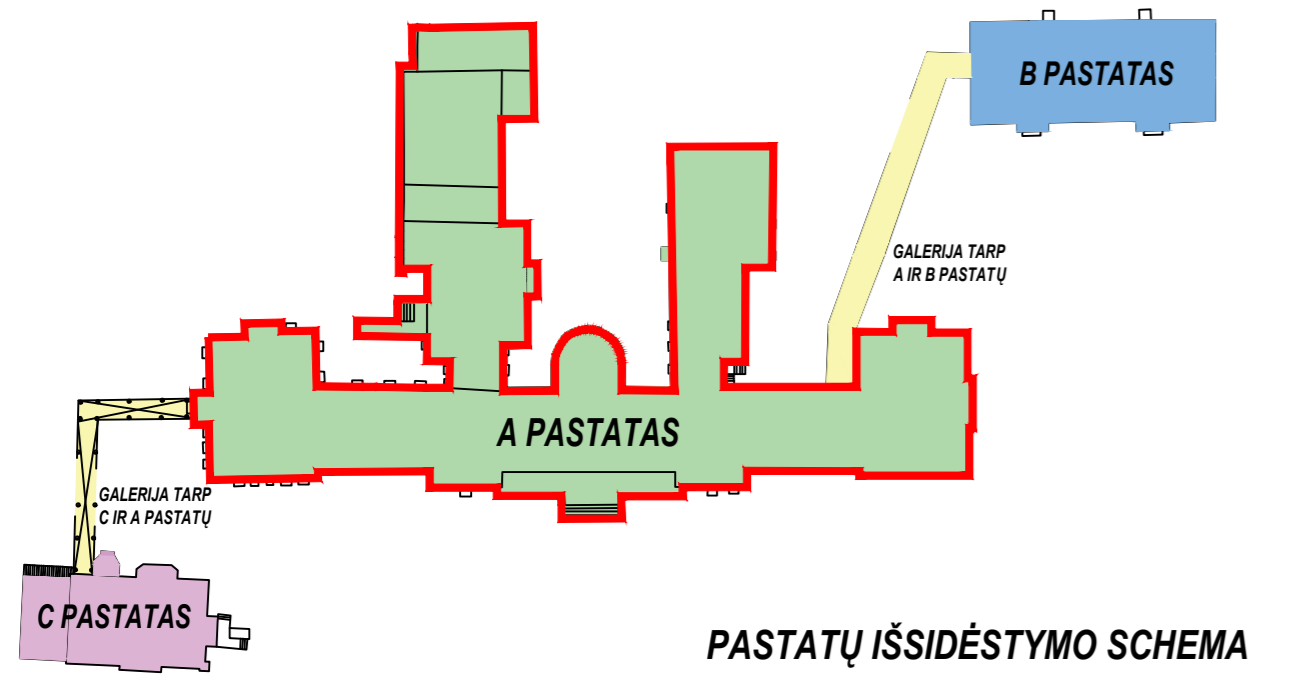 B PASTATAS
GALERIJA TARP
A IR B PASTATŲ
A PASTATAS
GALERIJA TARP
C IR A PASTATŲ
C PASTATAS
PASTATŲ IŠSIDĖSTYMO SCHEMA